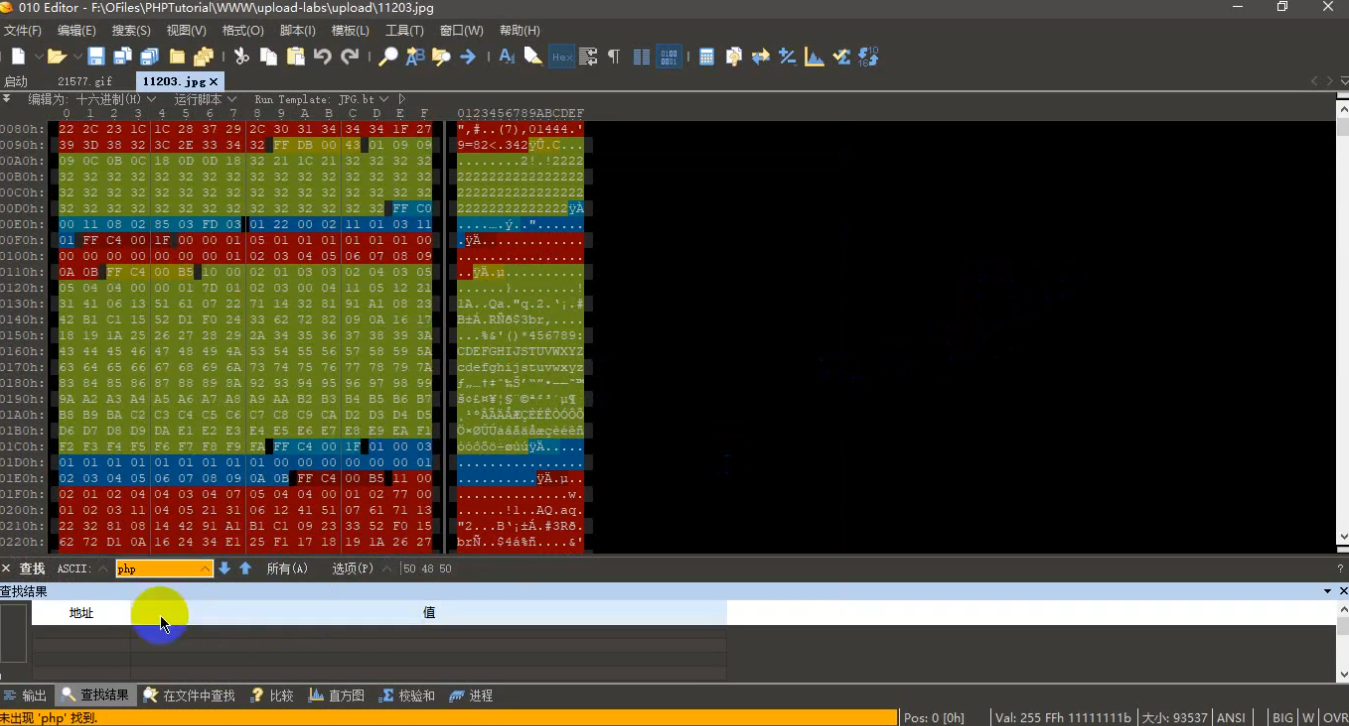 010 Editor - F:\OFiles\PHPTutorial\WWW\upload-labs\upload\11203.jpg
文件(F) 编辑(E) 搜索(S) 视图(V) 格式(O) 脚本(I) 模板(L) 工具(T) 窗口(W) 帮助(H)
启动 21577.gif 11203.jpg
编辑为: 十六进制(H) 运行脚本 Run Template: JPG.bt
0 1 2 3 4 5 6 7 8 9 A B C D E F 0123456789ABCDEF
0080h: 22 2C 23 1C 1C 28 37 29 2C 30 31 34 34 34 1F 27 ",#..(7),01444.'
0090h: 39 3D 38 32 3C 2E 33 34 32 FF DB 00 43 01 09 09 9=82<.342ÿÛ.C...
00A0h: 09 0C 0B 0C 18 0D 0D 18 32 21 1C 21 32 32 32 32 ........2!.!2222
00B0h: 32 32 32 32 32 32 32 32 32 32 32 32 32 32 32 32 2222222222222222
00C0h: 32 32 32 32 32 32 32 32 32 32 32 32 32 32 32 32 2222222222222222
00D0h: 32 32 32 32 32 32 32 32 32 32 32 32 32 32 FF C0 22222222222222ÿÀ
00E0h: 00 11 08 02 85 03 FD 03 01 22 00 02 11 01 03 11 ....….ý.."......
00F0h: 01 FF C4 00 1F 00 00 01 05 01 01 01 01 01 01 00 .ÿÄ.............
0100h: 00 00 00 00 00 00 00 01 02 03 04 05 06 07 08 09 ................
0110h: 0A 0B FF C4 00 B5 10 00 02 01 03 03 02 04 03 05 ..ÿÄ.µ..........
0120h: 05 04 04 00 00 01 7D 01 02 03 00 04 11 05 12 21 ......}........!
0130h: 31 41 06 13 51 61 07 22 71 14 32 81 91 A1 08 23 1A..Qa."q.2.‘¡.#
0140h: 42 B1 C1 15 52 D1 F0 24 33 62 72 82 09 0A 16 17 B±Á.RÑð$3br‚....
0150h: 18 19 1A 25 26 27 28 29 2A 34 35 36 37 38 39 3A ...%&'()*456789:
0160h: 43 44 45 46 47 48 49 4A 53 54 55 56 57 58 59 5A CDEFGHIJSTUVWXYZ
0170h: 63 64 65 66 67 68 69 6A 73 74 75 76 77 78 79 7A cdefghijstuvwxyz
0180h: 83 84 85 86 87 88 89 8A 92 93 94 95 96 97 98 99 ƒ„…†‡ˆ‰Š’“”•–—˜™
0190h: 9A A2 A3 A4 A5 A6 A7 A8 A9 AA B2 B3 B4 B5 B6 B7 š¢£¤¥¦§¨©ª²³´µ¶·
01A0h: B8 B9 BA C2 C3 C4 C5 C6 C7 C8 C9 CA D2 D3 D4 D5 ¸¹ºÂÃÄÅÆÇÈÉÊÒÓÔÕ
01B0h: D6 D7 D8 D9 DA E1 E2 E3 E4 E5 E6 E7 E8 E9 EA F1 Ö×ØÙÚáâãäåæçèéêñ
01C0h: F2 F3 F4 F5 F6 F7 F8 F9 FA FF C4 00 1F 01 00 03 òóôõö÷øùúÿÄ.....
01D0h: 01 01 01 01 01 01 01 01 01 00 00 00 00 00 00 01 ................
01E0h: 02 03 04 05 06 07 08 09 0A 0B FF C4 00 B5 11 00 ..........ÿÄ.µ..
01F0h: 02 01 02 04 04 03 04 07 05 04 04 00 01 02 77 00 ..............w.
0200h: 01 02 03 11 04 05 21 31 06 12 41 51 07 61 71 13 ......!1..AQ.aq.
0210h: 22 32 81 08 14 42 91 A1 B1 C1 09 23 33 52 F0 15 "2...B‘¡±Á.#3Rð.
0220h: 62 72 D1 0A 16 24 34 E1 25 F1 17 18 19 1A 26 27 brÑ..$4á%ñ....&'
查找 ASCII: php 所有(A) 选项(P) 50 48 50
查找结果
地址 值
输出 查找结果 在文件中查找 比较 直方图 校验和 进程
未出现 'php' 找到. Pos: 0 [0h] Val: 255 FFh 11111111b 大小: 93537 ANSI BIG W OVR